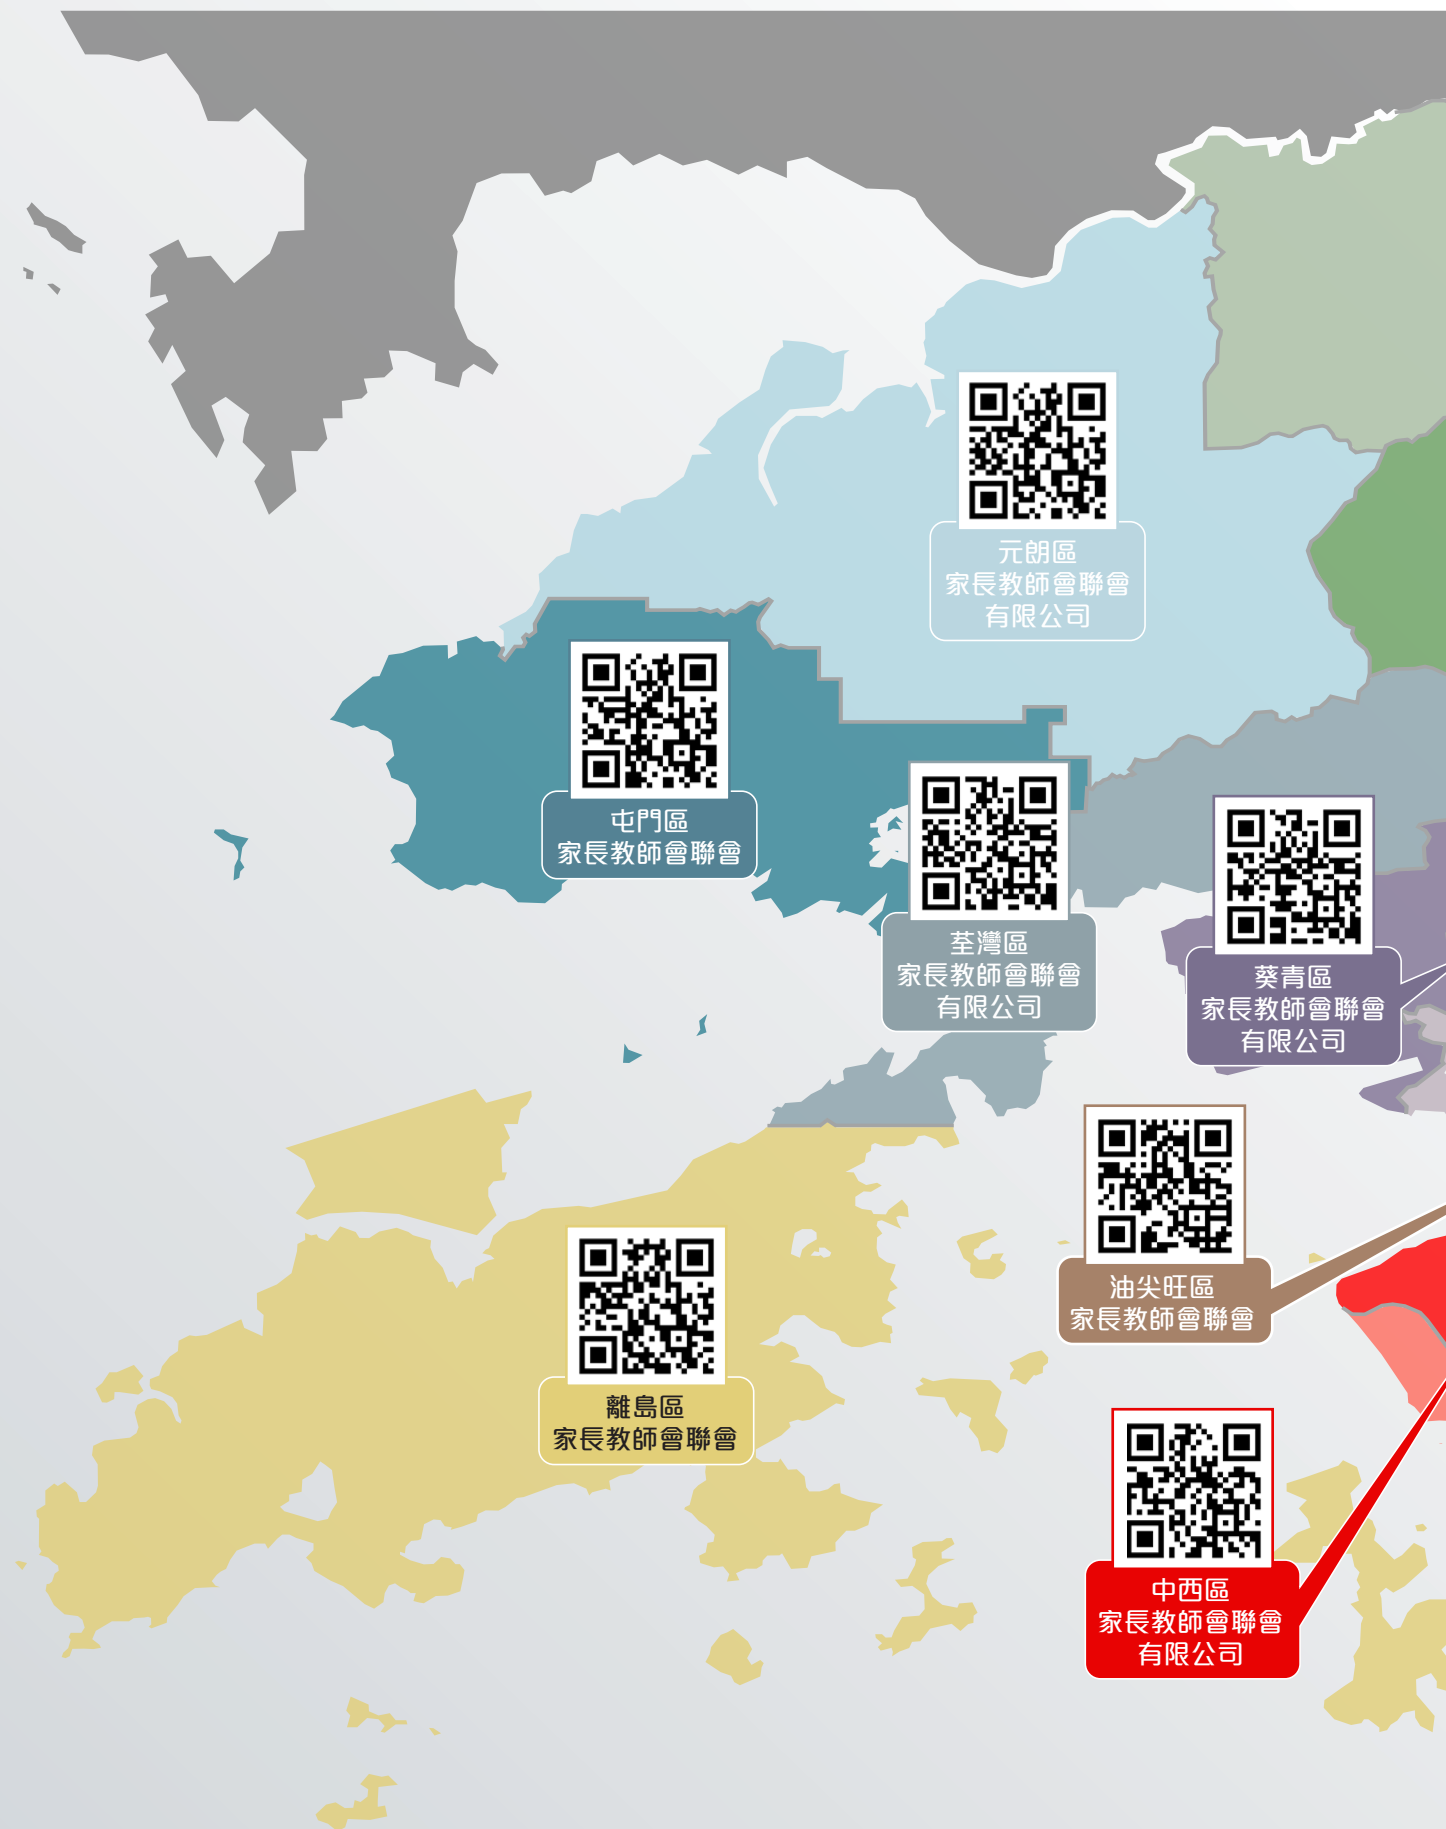 元朗區
家長教師會聯會
有限公司
屯門區
家長教師會聯會
荃灣區
家長教師會聯會
有限公司
葵青區
家長教師會聯會
有限公司
油尖旺區
家長教師會聯會
離島區
家長教師會聯會
中西區
家長教師會聯會
有限公司